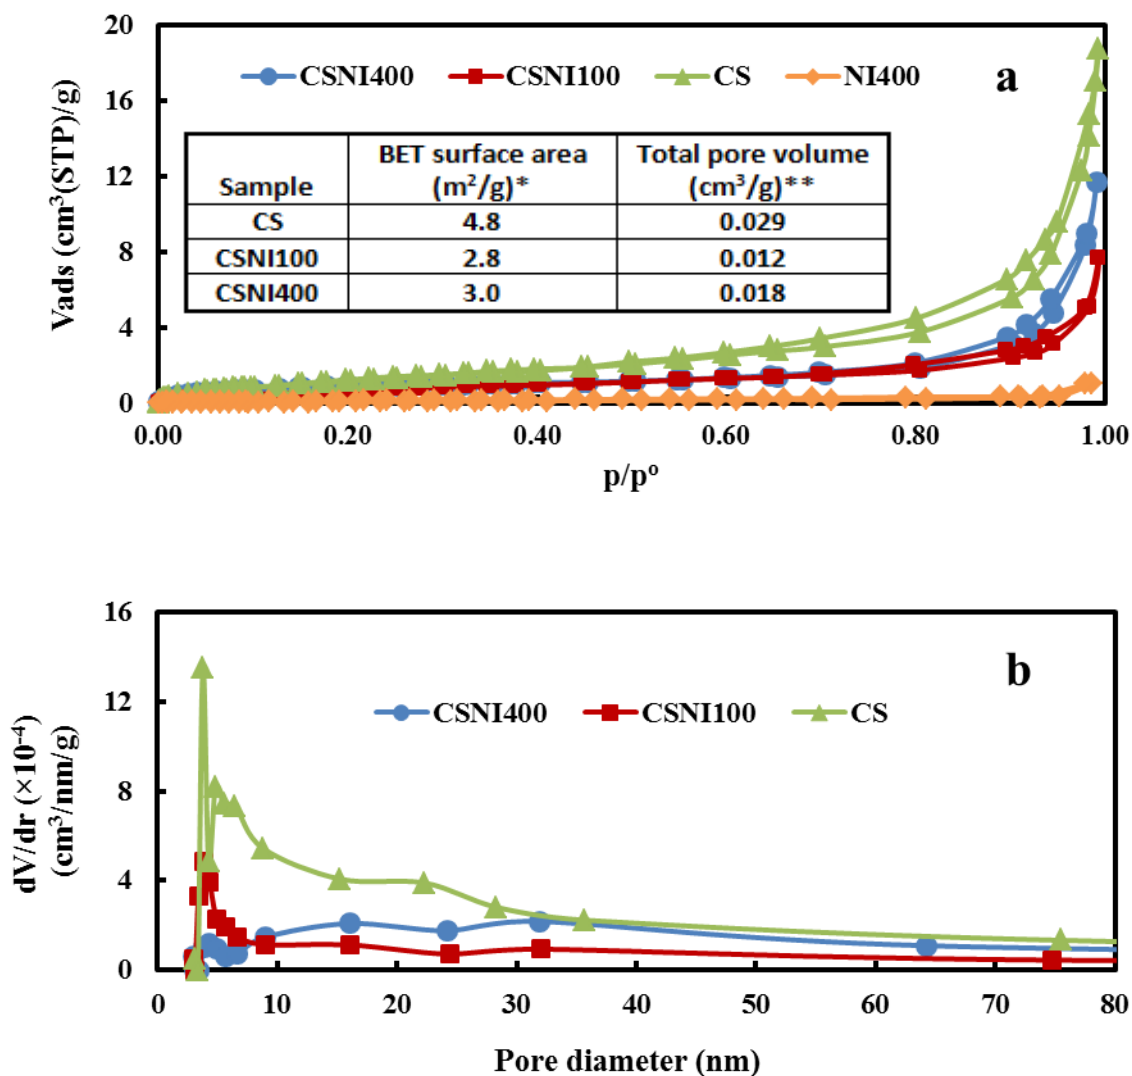 20
CSNI400 CSNI100 CS NI400
a
16
Sample BET surface area (m²/g)* Total pore volume (cm³/g)**
CS 4.8 0.029
CSNI100 2.8 0.012
CSNI400 3.0 0.018
12
8
4
0
Vads (cm³(STP)/g)
0.00 0.20 0.40 0.60 0.80 1.00
p/pº
16
b
12
CSNI400 CSNI100 CS
8
4
0
dV/dr (×10⁻⁴)
(cm³/nm/g)
0 10 20 30 40 50 60 70 80
Pore diameter (nm)